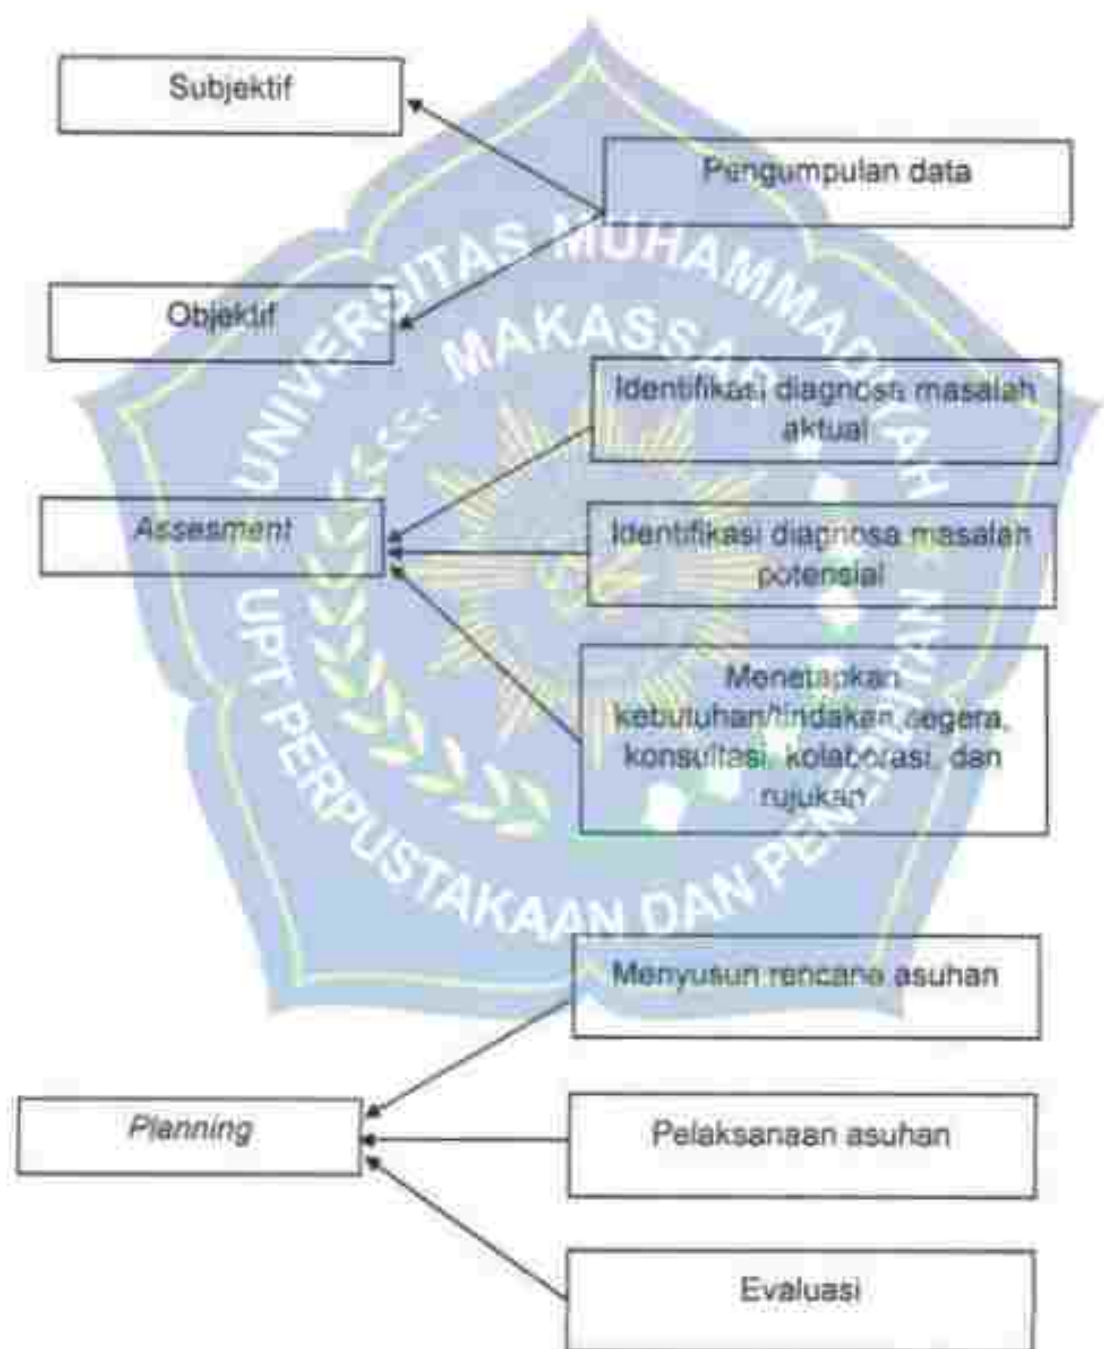 Subjektif
Pengumpulan data
Objektif
Identifikasi diagnosa masalah
aktual
Assesment
Identifikasi diagnosa masalah
potensial
Menetapkan
kebutuhan/tindakan segera,
konsultasi, kolaborasi, dan
rujukan
Menyusun rencana asuhan
Planning
Pelaksanaan asuhan
Evaluasi
UNIVERSITAS MUHAMMADIYAH
MAKASSAR
UPT PERPUSTAKAAN DAN PENERBITAN